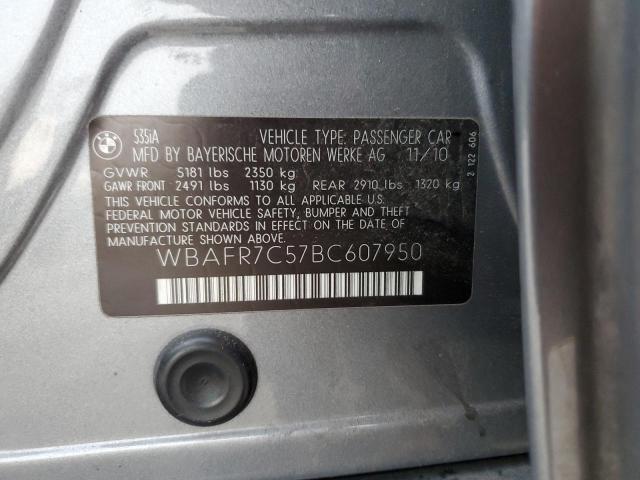 535iA VEHICLE TYPE: PASSENGER CAR
MFD BY BAYERISCHE MOTOREN WERKE AG 11/10
GVWR 5181 lbs 2350 kg
GAWR FRONT 2491 lbs 1130 kg REAR 2910 lbs 1320 kg
THIS VEHICLE CONFORMS TO ALL APPLICABLE U.S.
FEDERAL MOTOR VEHICLE SAFETY, BUMPER AND THEFT
PREVENTION STANDARDS IN EFFECT ON THE DATE
OF MANUFACTURE SHOWN ABOVE.
WBAFR7C57BC607950
2 122 606